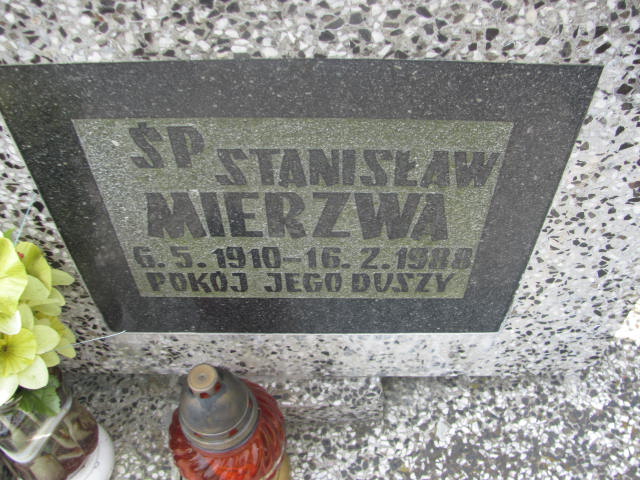 ŚP STANISŁAW
MIERZWA
6.5.1910-16.2.1988
POKÓJ JEGO DUSZY